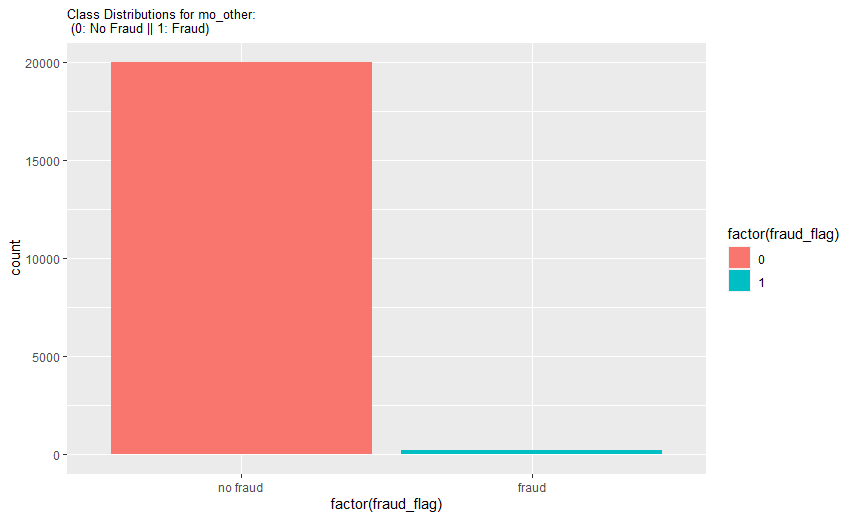 Class Distributions for mo_other:
(0: No Fraud || 1: Fraud)
20000
15000
10000
5000
0
count
no fraud
fraud
factor(fraud_flag)
factor(fraud_flag)
0
1